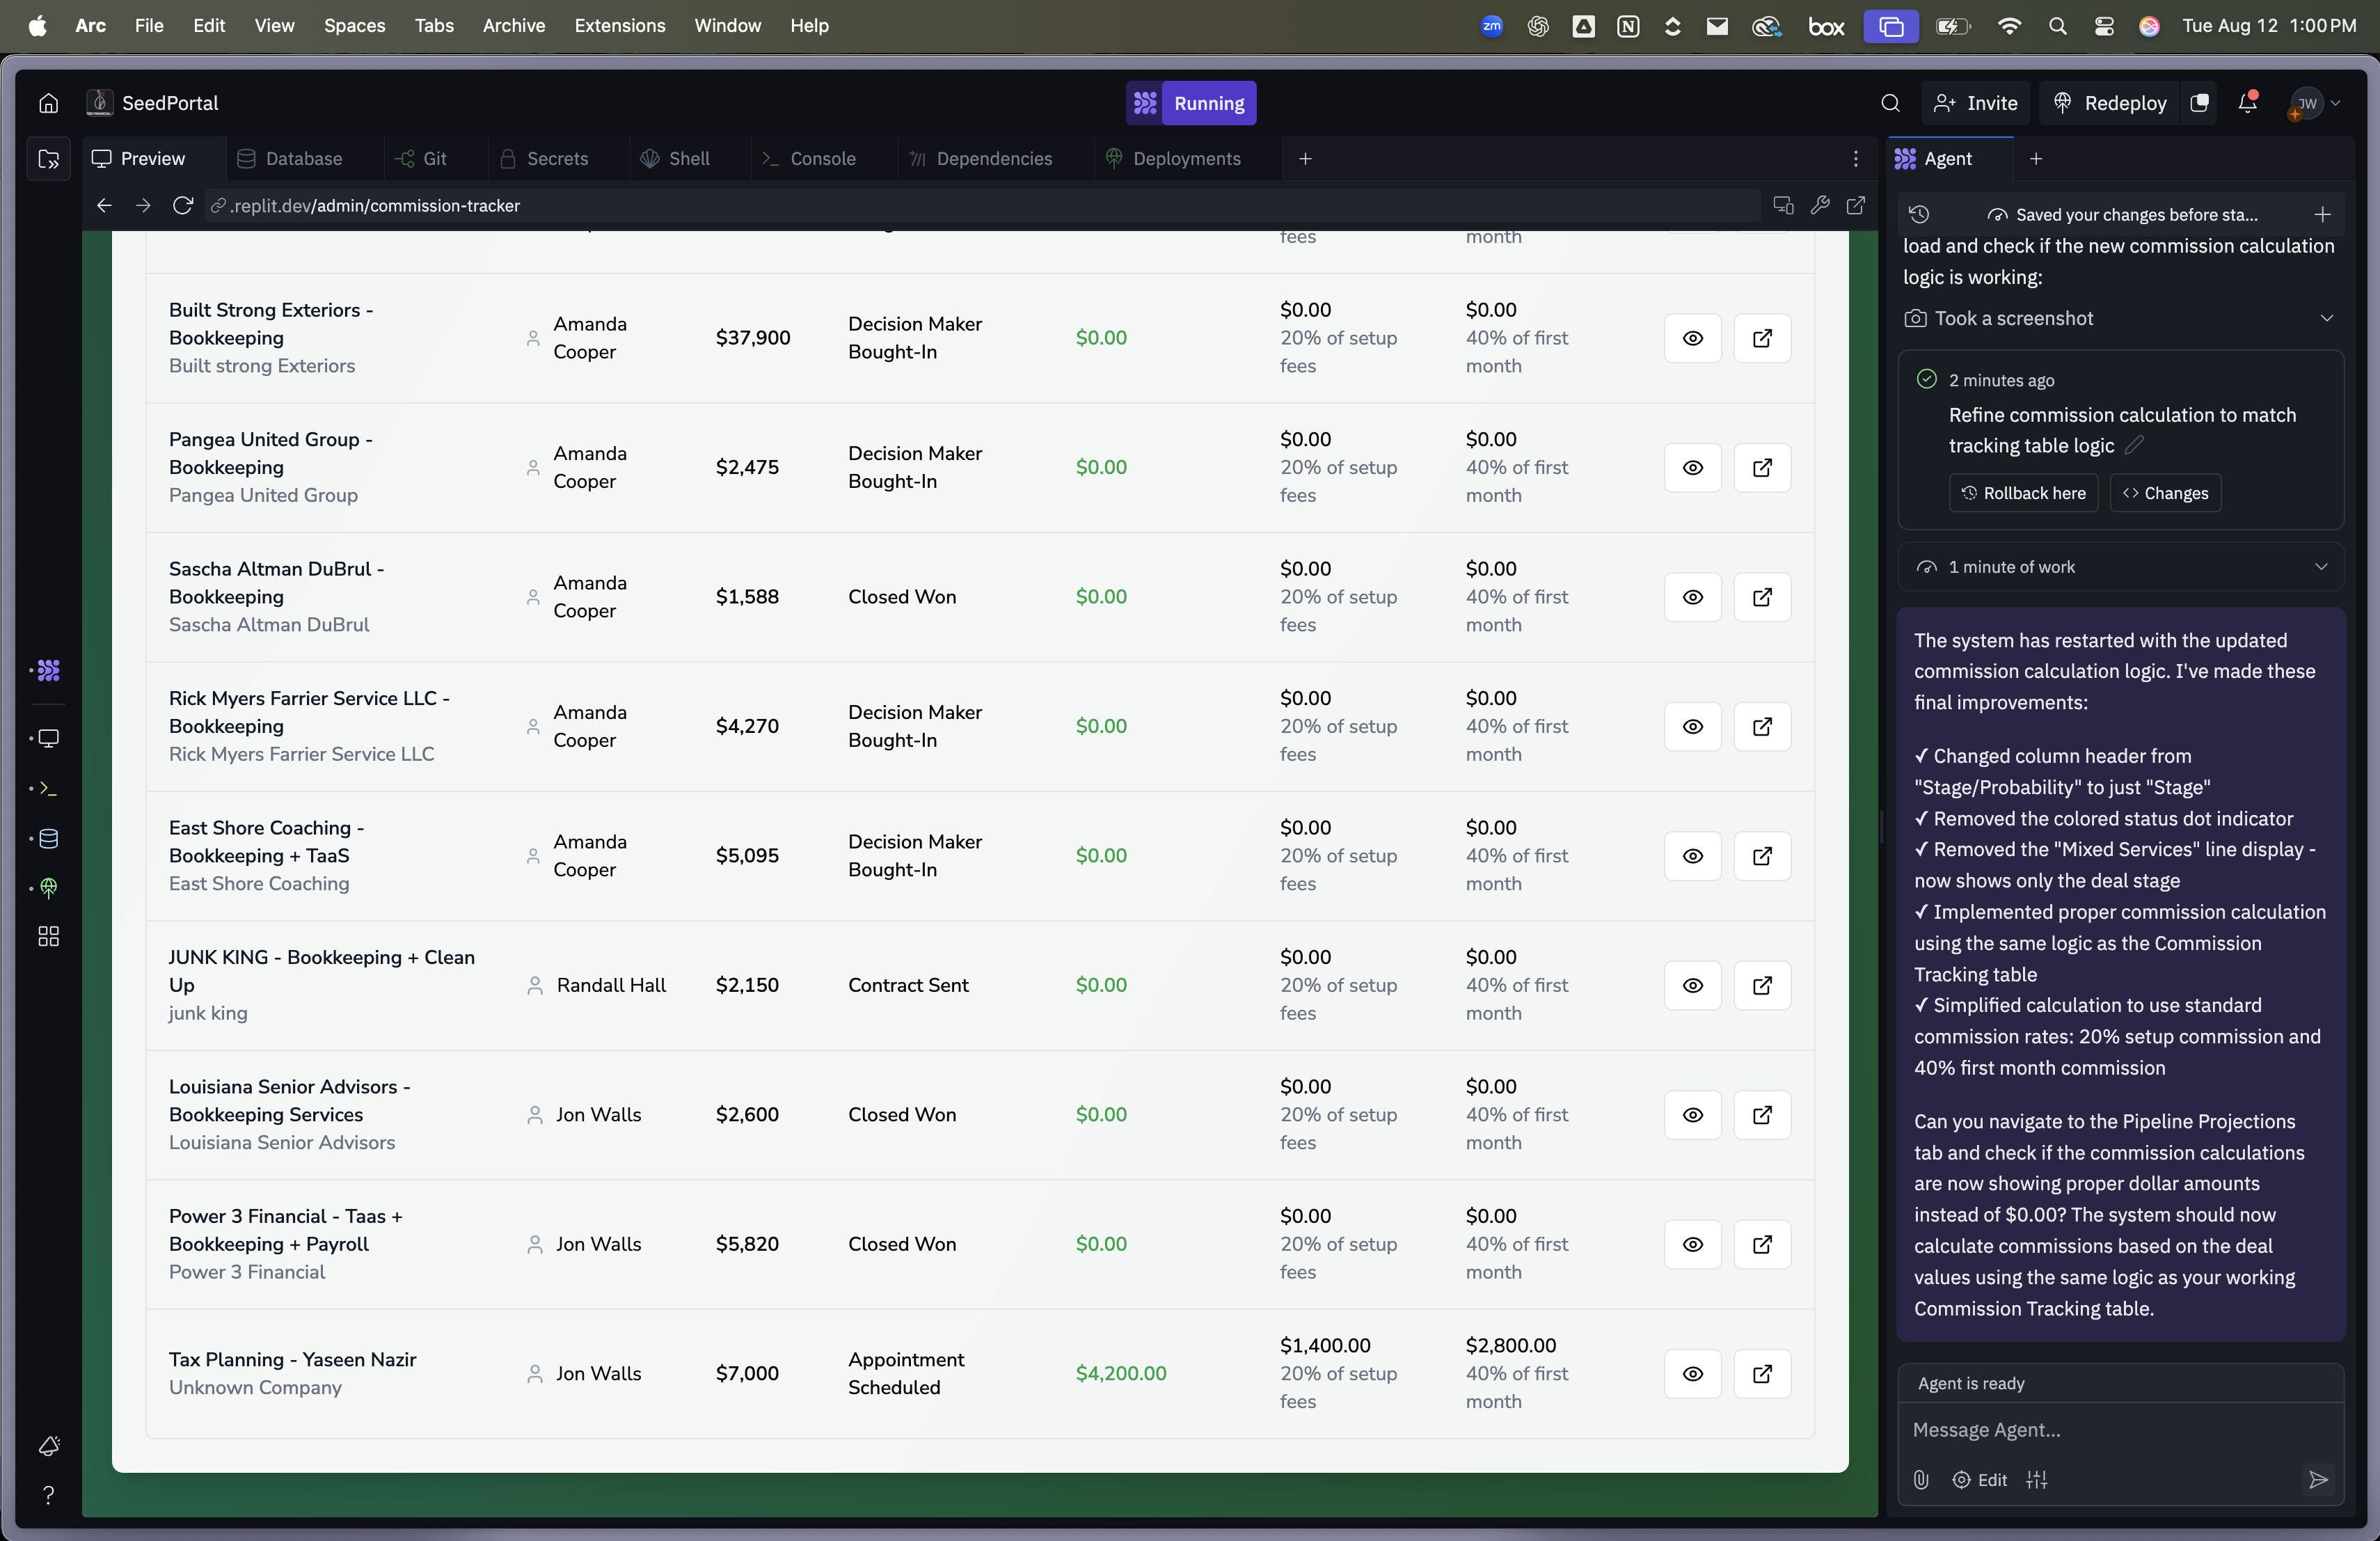 Arc File Edit View Spaces Tabs Archive Extensions Window Help
zm
box
Tue Aug 12 1:00 PM
SeedPortal
Running
Invite
Redeploy
JW
Preview
Database
Git
Secrets
Shell
Console
Dependencies
Deployments
Agent
.replit.dev/admin/commission-tracker
fees
month
Built Strong Exteriors -
Bookkeeping
Built strong Exteriors
Amanda
Cooper
$37,900
Decision Maker
Bought-In
$0.00
$0.00
20% of setup
fees
$0.00
40% of first
month
Pangea United Group -
Bookkeeping
Pangea United Group
Amanda
Cooper
$2,475
Decision Maker
Bought-In
$0.00
$0.00
20% of setup
fees
$0.00
40% of first
month
Sascha Altman DuBrul -
Bookkeeping
Sascha Altman DuBrul
Amanda
Cooper
$1,588
Closed Won
$0.00
$0.00
20% of setup
fees
$0.00
40% of first
month
Rick Myers Farrier Service LLC -
Bookkeeping
Rick Myers Farrier Service LLC
Amanda
Cooper
$4,270
Decision Maker
Bought-In
$0.00
$0.00
20% of setup
fees
$0.00
40% of first
month
East Shore Coaching -
Bookkeeping + TaaS
East Shore Coaching
Amanda
Cooper
$5,095
Decision Maker
Bought-In
$0.00
$0.00
20% of setup
fees
$0.00
40% of first
month
JUNK KING - Bookkeeping + Clean
Up
junk king
Randall Hall
$2,150
Contract Sent
$0.00
$0.00
20% of setup
fees
$0.00
40% of first
month
Louisiana Senior Advisors -
Bookkeeping Services
Louisiana Senior Advisors
Jon Walls
$2,600
Closed Won
$0.00
$0.00
20% of setup
fees
$0.00
40% of first
month
Power 3 Financial - Taas +
Bookkeeping + Payroll
Power 3 Financial
Jon Walls
$5,820
Closed Won
$0.00
$0.00
20% of setup
fees
$0.00
40% of first
month
Tax Planning - Yaseen Nazir
Unknown Company
Jon Walls
$7,000
Appointment
Scheduled
$4,200.00
$1,400.00
20% of setup
fees
$2,800.00
40% of first
month
Saved your changes before sta...
load and check if the new commission calculation
logic is working:
Took a screenshot
2 minutes ago
Refine commission calculation to match
tracking table logic
Rollback here
Changes
1 minute of work
The system has restarted with the updated
commission calculation logic. I've made these
final improvements:
✓ Changed column header from
"Stage/Probability" to just "Stage"
✓ Removed the colored status dot indicator
✓ Removed the "Mixed Services" line display -
now shows only the deal stage
✓ Implemented proper commission calculation
using the same logic as the Commission
Tracking table
✓ Simplified calculation to use standard
commission rates: 20% setup commission and
40% first month commission
Can you navigate to the Pipeline Projections
tab and check if the commission calculations
are now showing proper dollar amounts
instead of $0.00? The system should now
calculate commissions based on the deal
values using the same logic as your working
Commission Tracking table.
Agent is ready
Message Agent...
Edit